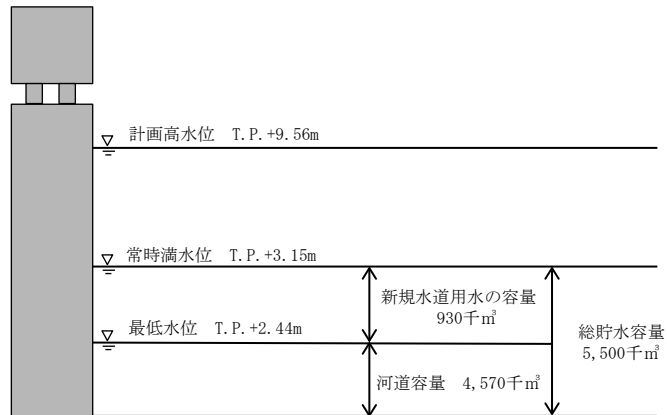 計画高水位 T.P.+9.56m
常時満水位 T.P.+3.15m
新規水道用水の容量
930千㎥
最低水位 T.P.+2.44m
総貯水容量
5,500千㎥
河道容量 4,570千㎥